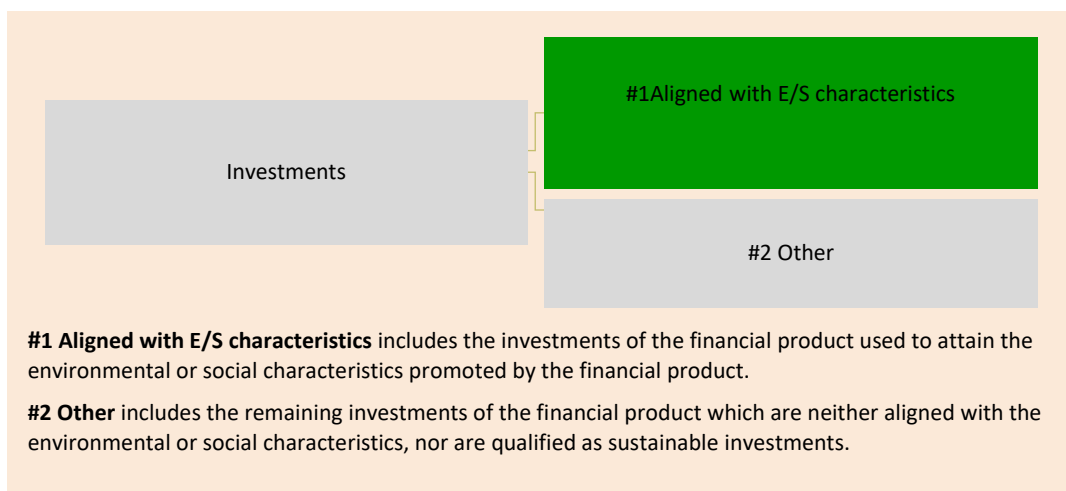 #1Aligned with E/S characteristics
Investments
#2 Other
#1 Aligned with E/S characteristics includes the investments of the financial product used to attain the
environmental or social characteristics promoted by the financial product.
#2 Other includes the remaining investments of the financial product which are neither aligned with the
environmental or social characteristics, nor are qualified as sustainable investments.